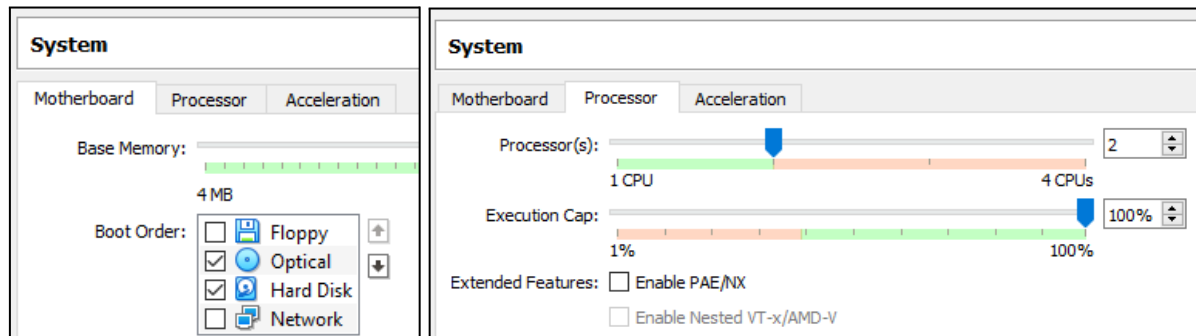 System
Motherboard Processor Acceleration
Base Memory:
4 MB
Boot Order:
Floppy
Optical
Hard Disk
Network
System
Motherboard Processor Acceleration
Processor(s): 2
1 CPU 4 CPUs
Execution Cap: 100%
1% 100%
Extended Features: Enable PAE/NX
Enable Nested VT-x/AMD-V